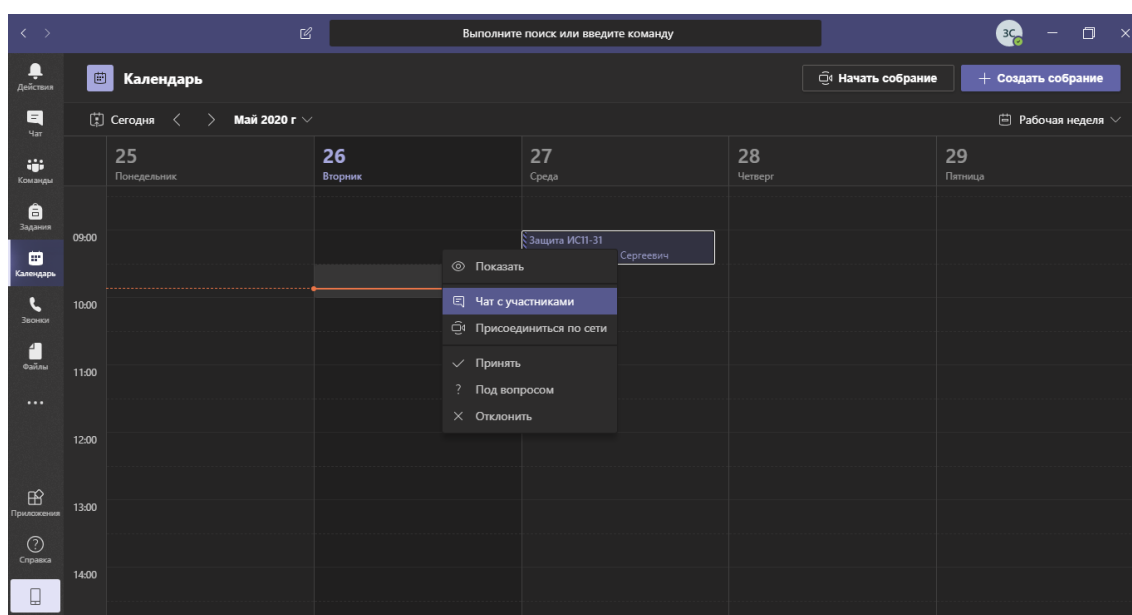 Выполните поиск или введите команду
ЗС
Действия
Чат
Команды
Задания
Календарь
Звонки
Файлы
Приложения
Справка
Календарь
Начать собрание
+ Создать собрание
Сегодня
Май 2020 г
Рабочая неделя
25
Понедельник
26
Вторник
27
Среда
28
Четверг
29
Пятница
09:00
10:00
11:00
12:00
13:00
14:00
Защита ИС11-31
Сергеевич
Показать
Чат с участниками
Присоединиться по сети
Принять
? Под вопросом
Отклонить